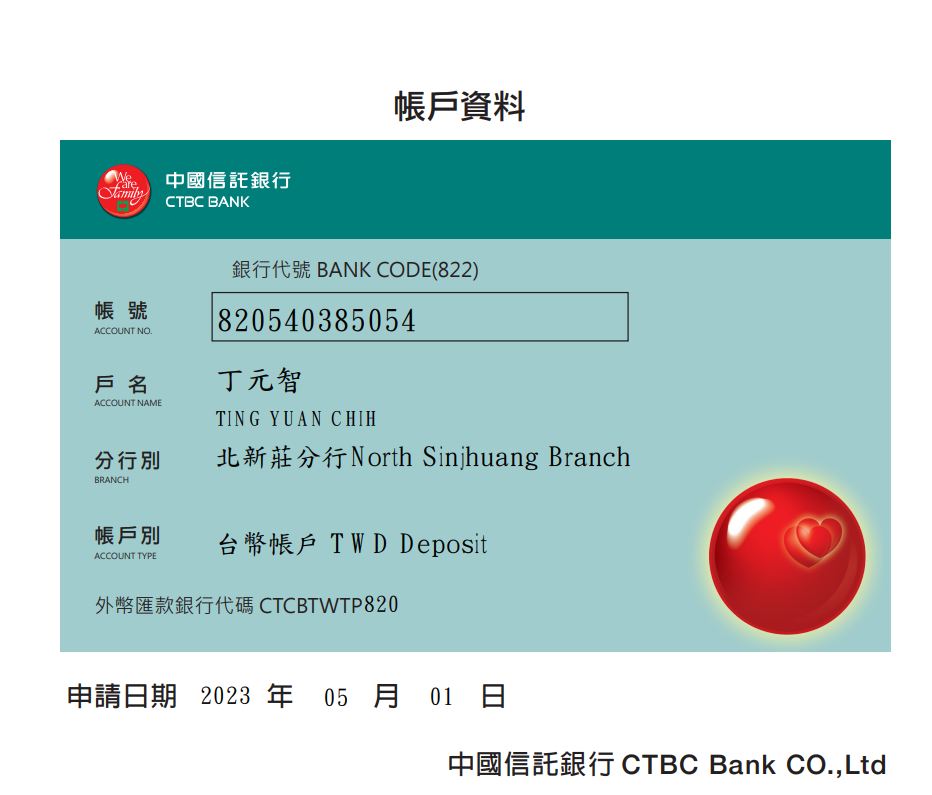 帳戶資料
We are Family
中國信託銀行
CTBC BANK
銀行代號 BANK CODE(822)
帳 號 820540385054
ACCOUNT NO.
戶 名 丁元智
ACCOUNT NAME TING YUAN CHIH
分行別 北新莊分行North Sinjhuang Branch
BRANCH
帳戶別 台幣帳戶 TWD Deposit
ACCOUNT TYPE
外幣匯款銀行代碼 CTCBTWTP820
申請日期 2023 年 05 月 01 日
中國信託銀行 CTBC Bank CO.,Ltd